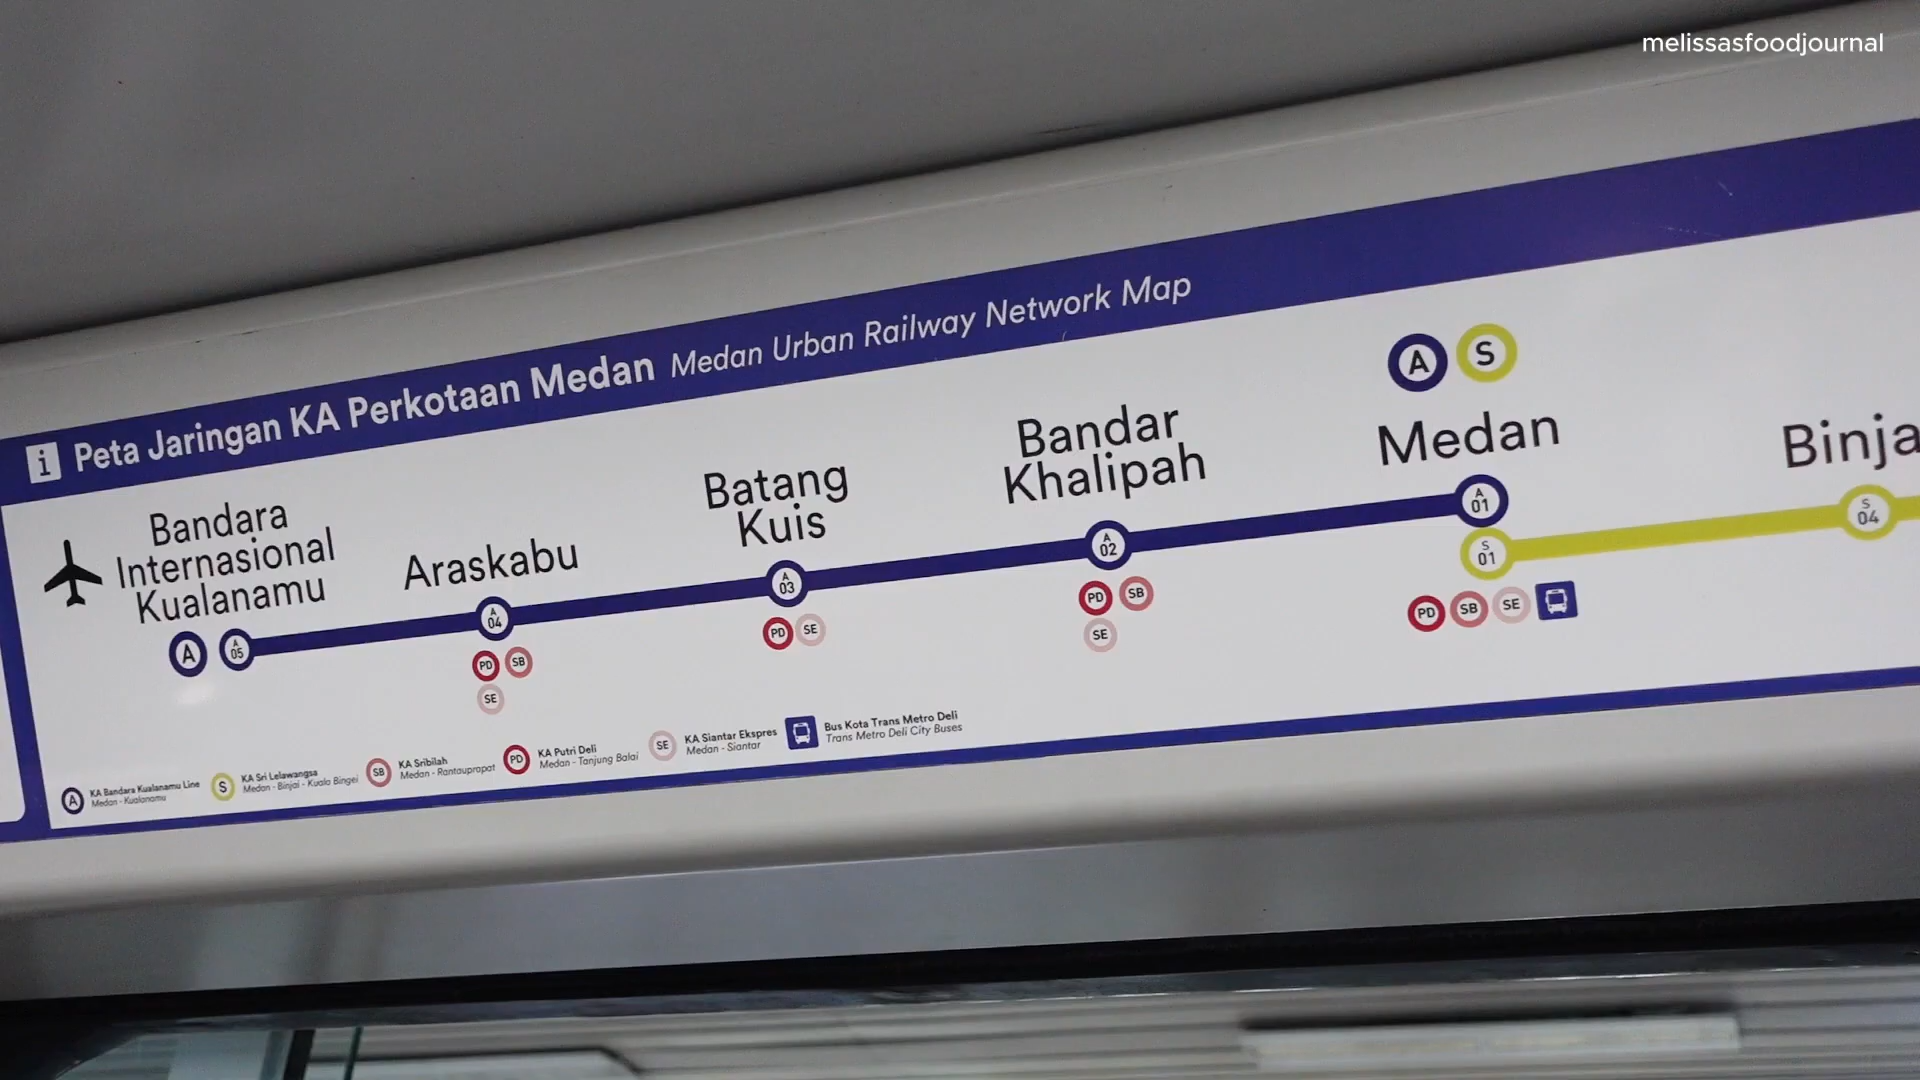 melissasfoodjournal
i Peta Jaringan KA Perkotaan Medan Medan Urban Railway Network Map
A S
Bandara
Internasional
Kualanamu
Araskabu
Batang
Kuis
Bandar
Khalipah
Medan
Binja
A A 05
A 04
A 03
A 02
A 01
S 01
S 04
PD SB
SE
PD SE
PD SB
SE
PD SB SE
A KA Bandara Kualanamu Line
Medan - Kualanamu
S KA Sri Lelawangsa
Medan - Binjai - Kuala Bingei
SB KA Sribilah
Medan - Rantauprapat
PD KA Putri Deli
Medan - Tanjung Balai
SE KA Siantar Ekspres
Medan - Siantar
Bus Kota Trans Metro Deli
Trans Metro Deli City Buses